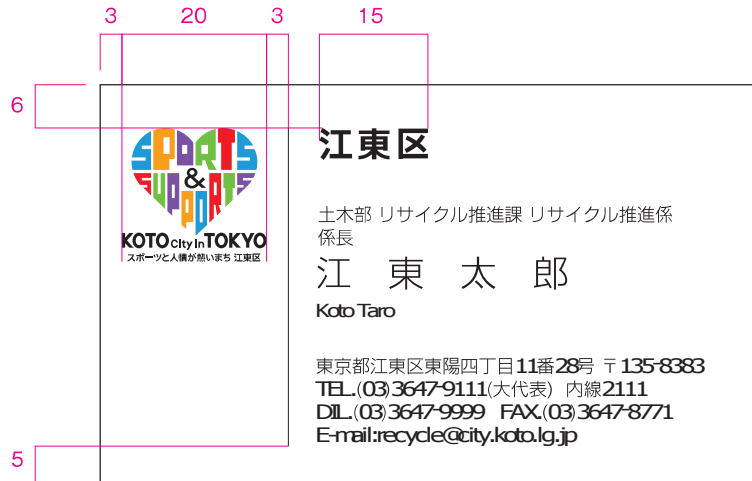 3 20 3 15
6
SPORTS
&
SUPPORTS
KOTO City in TOKYO
スポーツと人情が熱いまち 江東区
江東区
土木部 リサイクル推進課 リサイクル推進係
係長
江 東 太 郎
Koto Taro
東京都江東区東陽四丁目11番28号 〒135-8383
TEL.(03)3647-9111(大代表) 内線2111
DIL.(03)3647-9999 FAX.(03)3647-8771
E-mail:recycle@city.koto.lg.jp
5